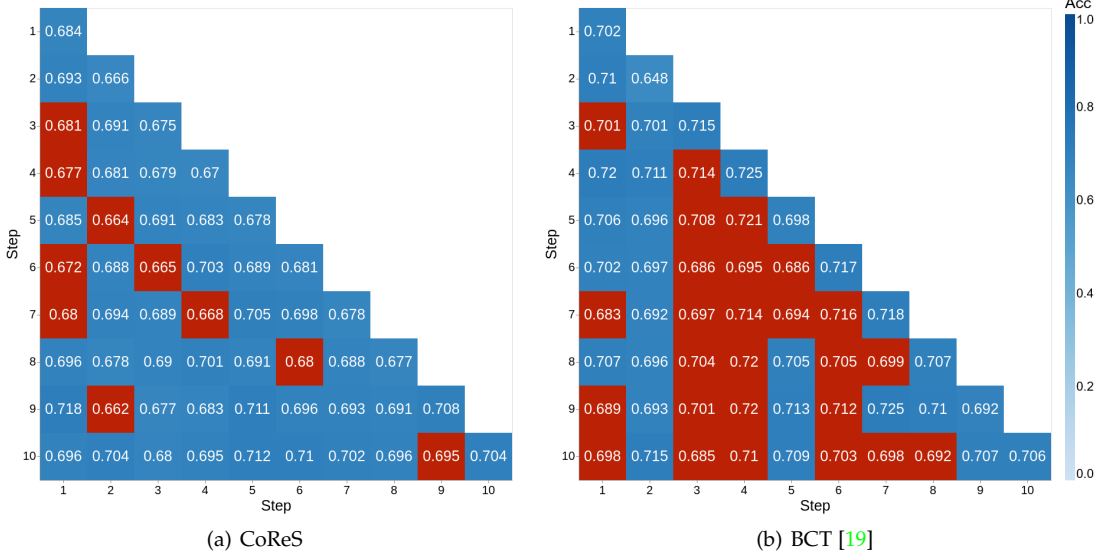 Acc
1 0.684 1 0.702 1.0
2 0.693 0.666 2 0.71 0.648
3 0.681 0.691 0.675 3 0.701 0.701 0.715 0.8
4 0.677 0.681 0.679 0.67 4 0.72 0.711 0.714 0.725
5 0.685 0.664 0.691 0.683 0.678 5 0.706 0.696 0.708 0.721 0.698 0.6
Step Step
6 0.672 0.688 0.665 0.703 0.689 0.681 6 0.702 0.697 0.686 0.695 0.686 0.717 0.4
7 0.68 0.694 0.689 0.668 0.705 0.698 0.678 7 0.683 0.692 0.697 0.714 0.694 0.716 0.718
8 0.696 0.678 0.69 0.701 0.691 0.68 0.688 0.677 8 0.707 0.696 0.704 0.72 0.705 0.705 0.699 0.707 0.2
9 0.718 0.662 0.677 0.683 0.711 0.696 0.693 0.691 0.708 9 0.689 0.693 0.701 0.72 0.713 0.712 0.725 0.71 0.692
10 0.696 0.704 0.68 0.695 0.712 0.71 0.702 0.696 0.695 0.704 10 0.698 0.715 0.685 0.71 0.709 0.703 0.698 0.692 0.707 0.706 0.0
1 2 3 4 5 6 7 8 9 10 1 2 3 4 5 6 7 8 9 10
Step Step
(a) CoReS (b) BCT [19]